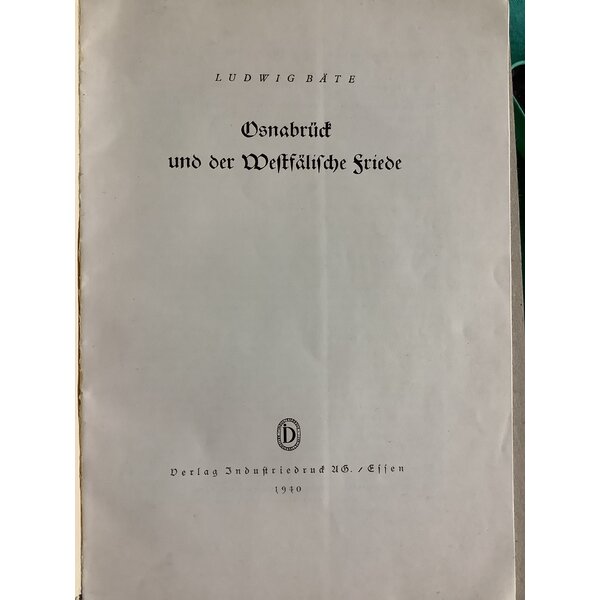 LUDWIG BÄTE
Osnabrück
und der Westfälische Friede
ID
Verlag Industriedruck AG. / Essen
1940